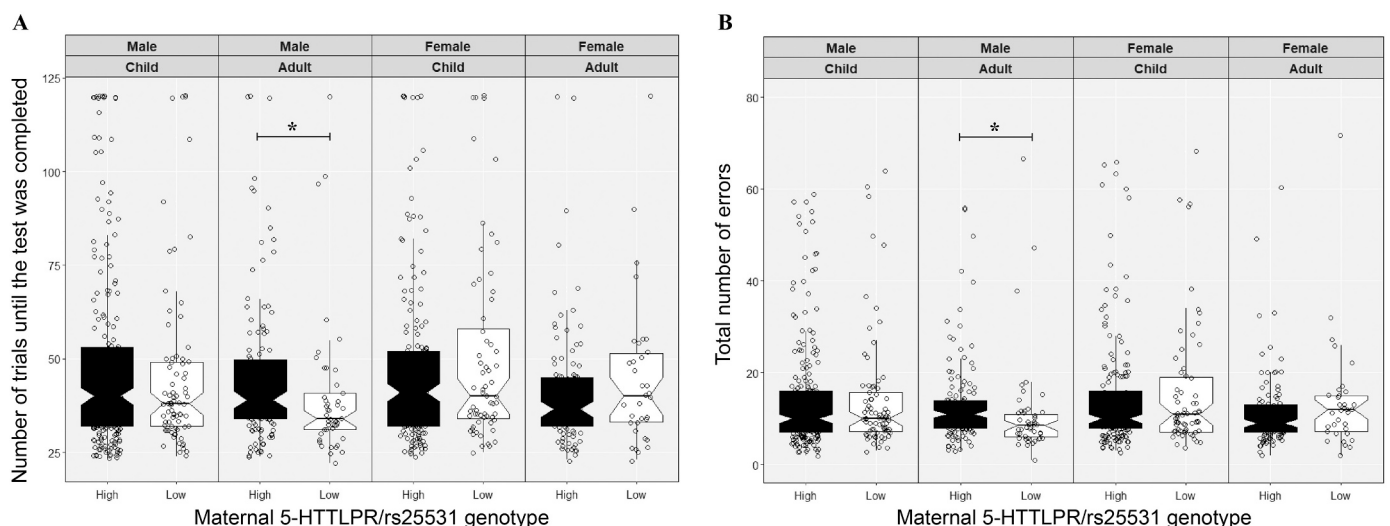 A
Male Male Female Female
Child Adult Child Adult
125
100
75
50
25
*
Number of trials until the test was completed
High Low High Low High Low High Low
Maternal 5-HTTLPR/rs25531 genotype
B
Male Male Female Female
Child Adult Child Adult
80
60
40
20
0
*
Total number of errors
High Low High Low High Low High Low
Maternal 5-HTTLPR/rs25531 genotype